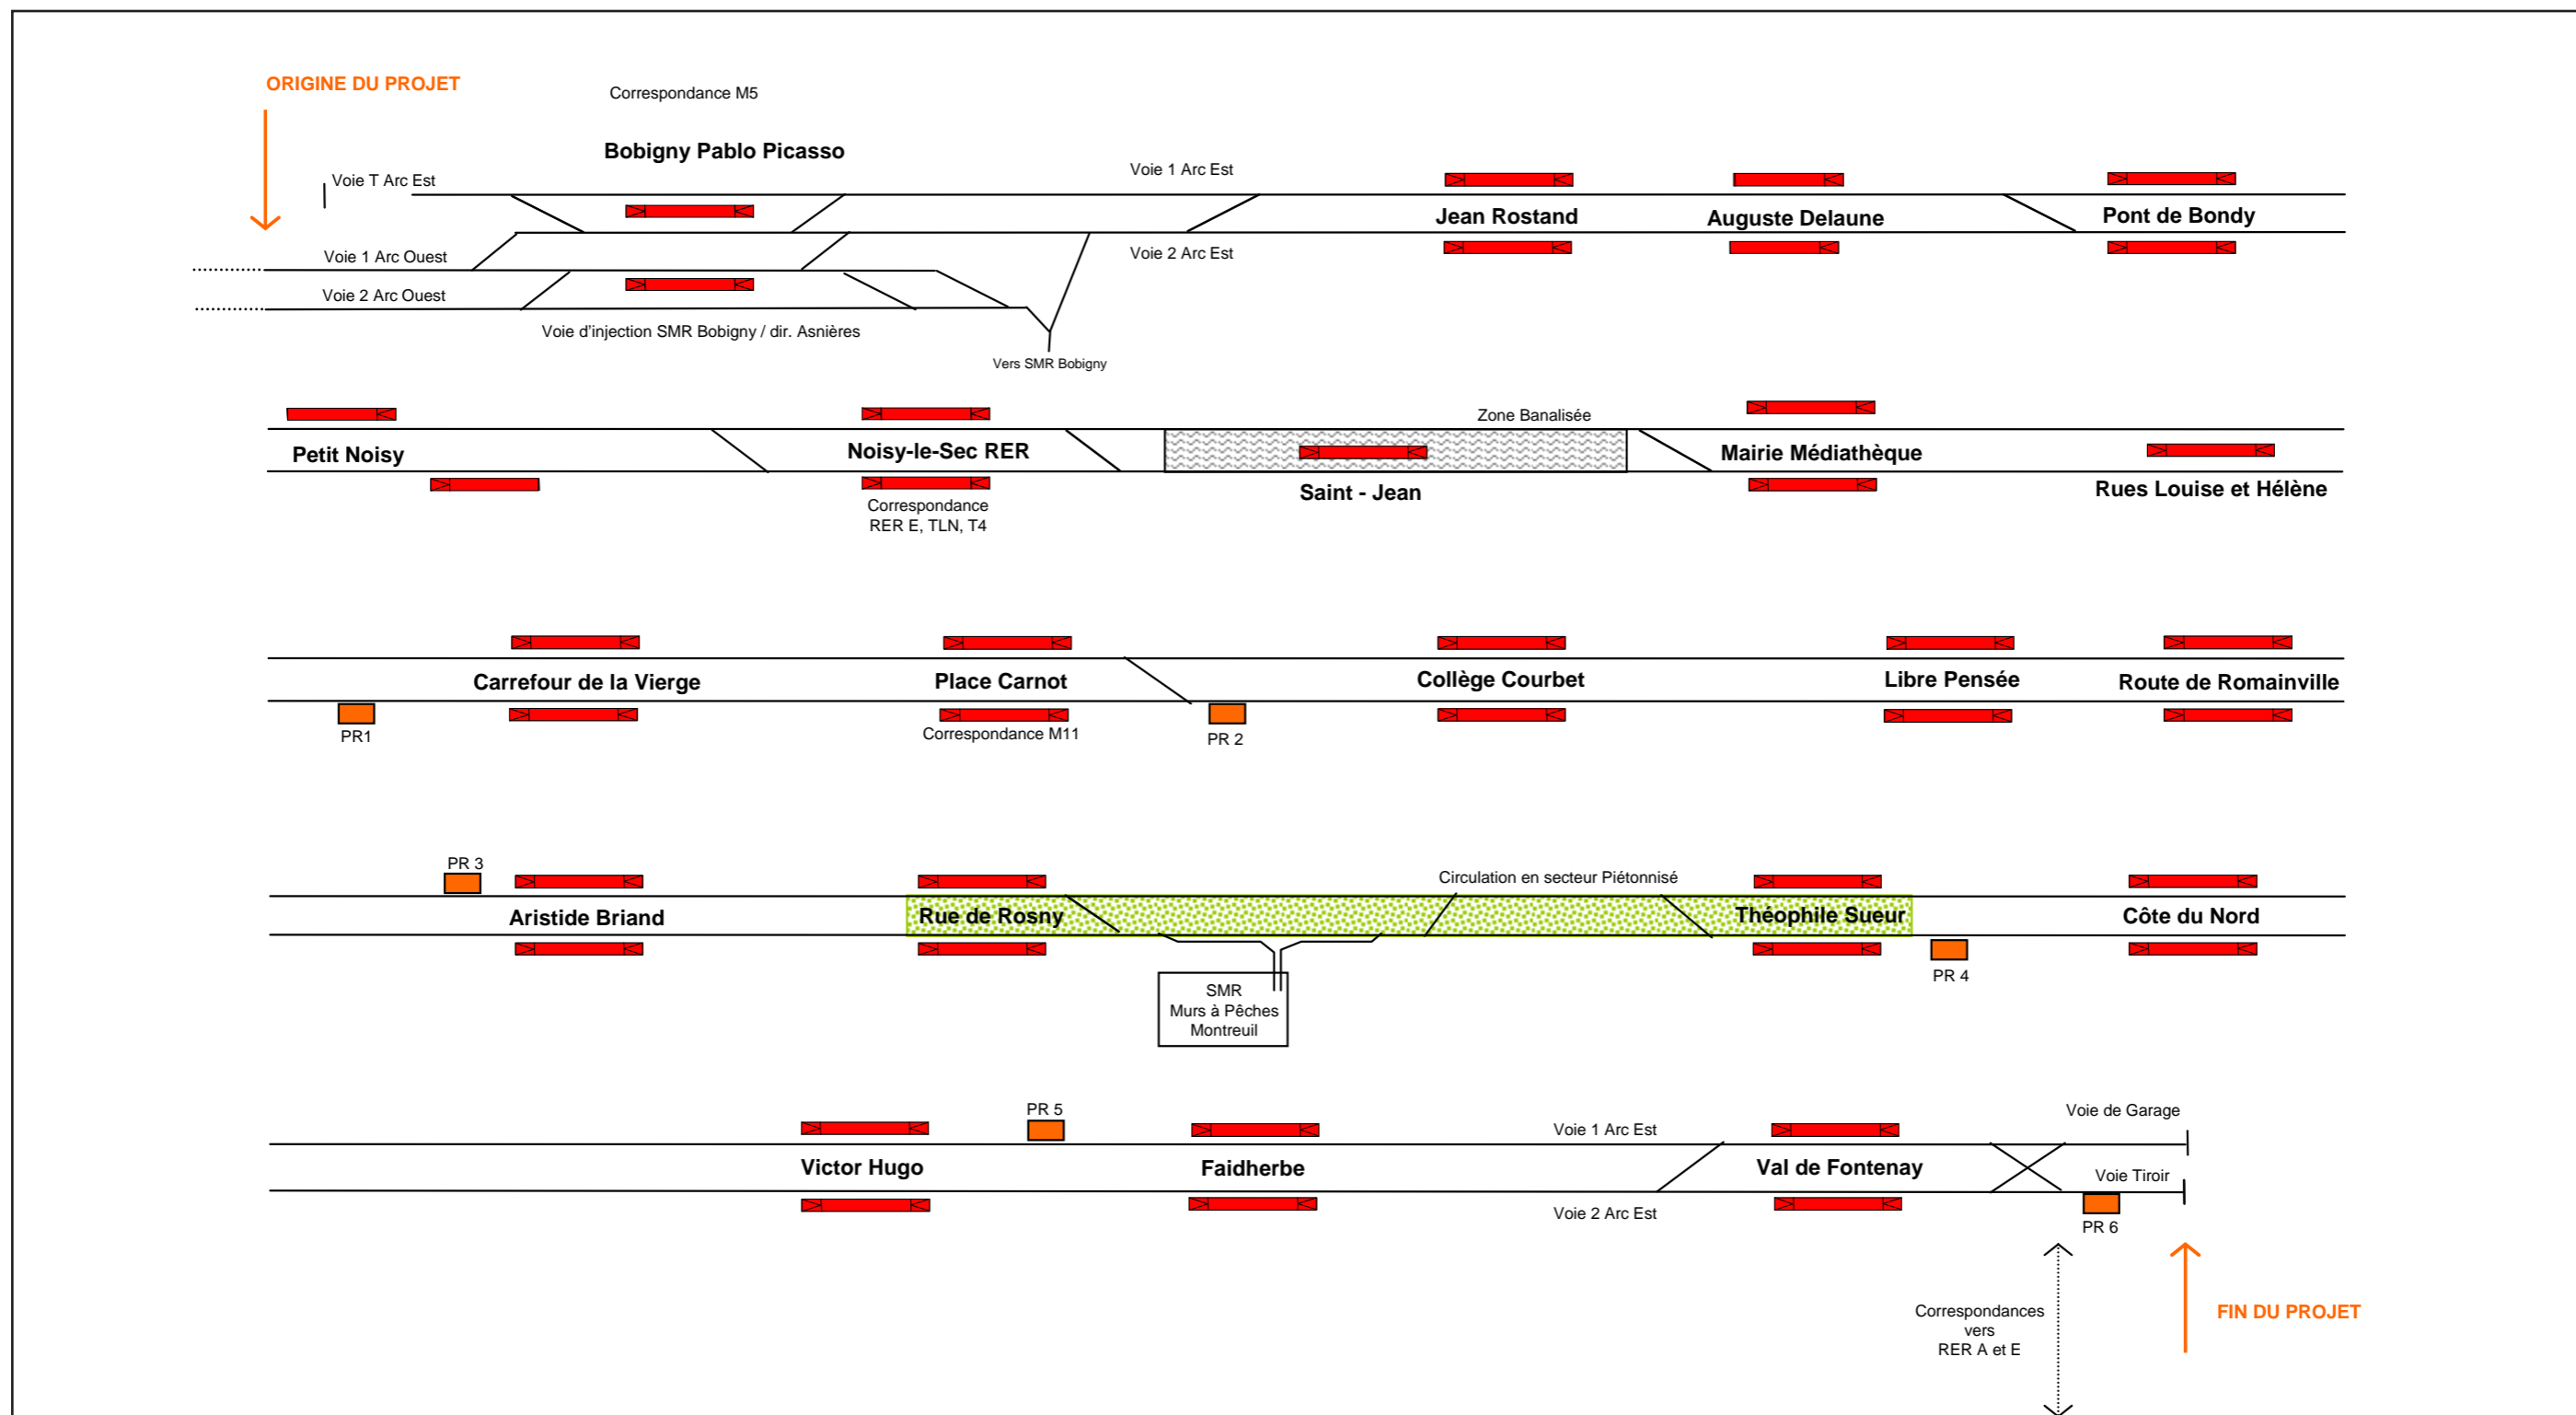 ORIGINE DU PROJET
Correspondance M5
Bobigny Pablo Picasso
Voie T Arc Est
Voie 1 Arc Est
Jean Rostand
Auguste Delaune
Pont de Bondy
Voie 1 Arc Ouest
Voie 2 Arc Est
Voie 2 Arc Ouest
Voie d'injection SMR Bobigny / dir. Asnières
Vers SMR Bobigny
Zone Banalisée
Petit Noisy
Noisy-le-Sec RER
Mairie Médiathèque
Saint - Jean
Rues Louise et Hélène
Correspondance
RER E, TLN, T4
Carrefour de la Vierge
Place Carnot
Collège Courbet
Libre Pensée
Route de Romainville
PR1
Correspondance M11
PR 2
PR 3
Circulation en secteur Piétonnisé
Aristide Briand
Rue de Rosny
Théophile Sueur
Côte du Nord
PR 4
SMR
Murs à Pêches
Montreuil
PR 5
Voie 1 Arc Est
Voie de Garage
Victor Hugo
Faidherbe
Val de Fontenay
Voie Tiroir
Voie 2 Arc Est
PR 6
Correspondances
vers
RER A et E
FIN DU PROJET